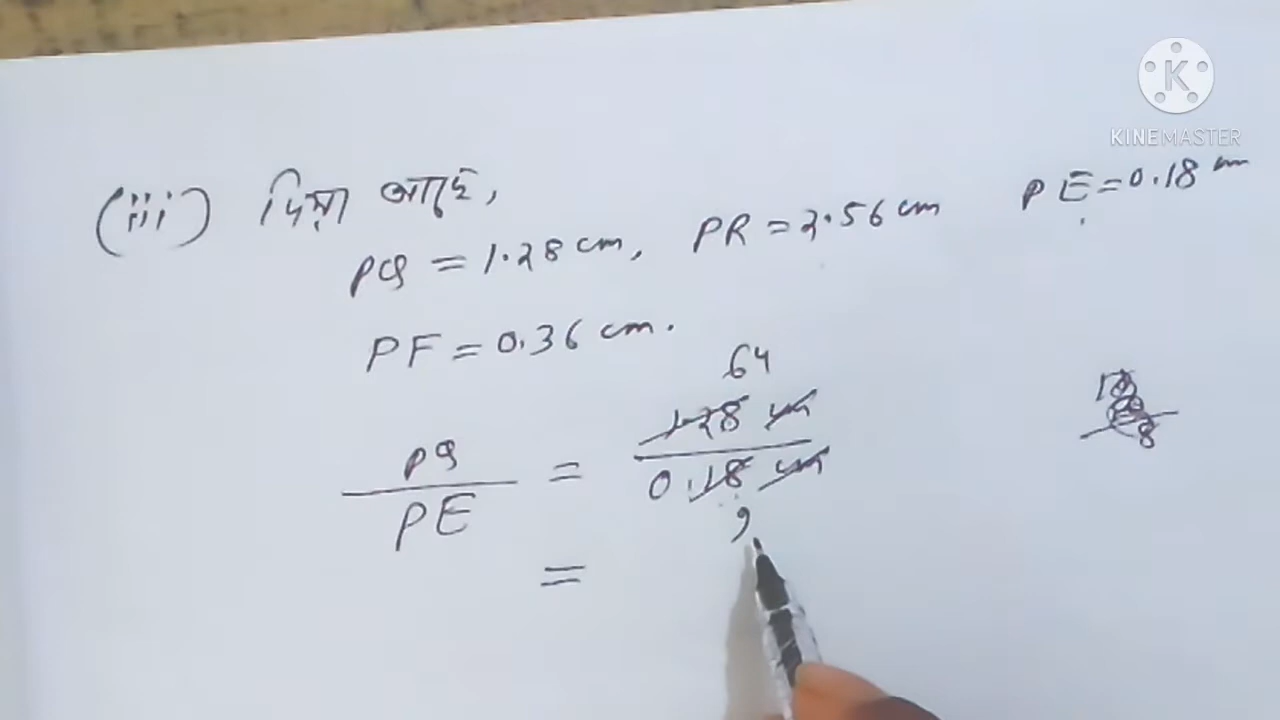 K
KINEMASTER
(iii) দিয়া আছে,
PQ = 1.28 cm, PR = 2.56 cm PE = 0.18 cm
PF = 0.36 cm.
64
PQ/PE = 1.28 cm/0.18 cm
9
=